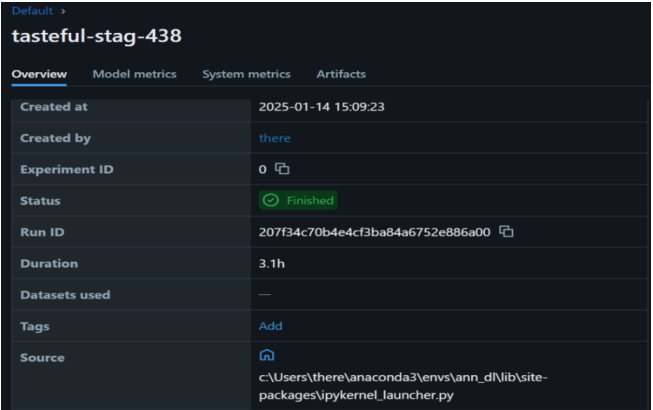 Default >
tasteful-stag-438
Overview Model metrics System metrics Artifacts
Created at 2025-01-14 15:09:23
Created by there
Experiment ID 0
Status Finished
Run ID 207f34c70b4e4cf3ba84a6752e886a00
Duration 3.1h
Datasets used —
Tags Add
Source
c:\Users\there\anaconda3\envs\ann_dl\lib\site-
packages\ipykernel_launcher.py